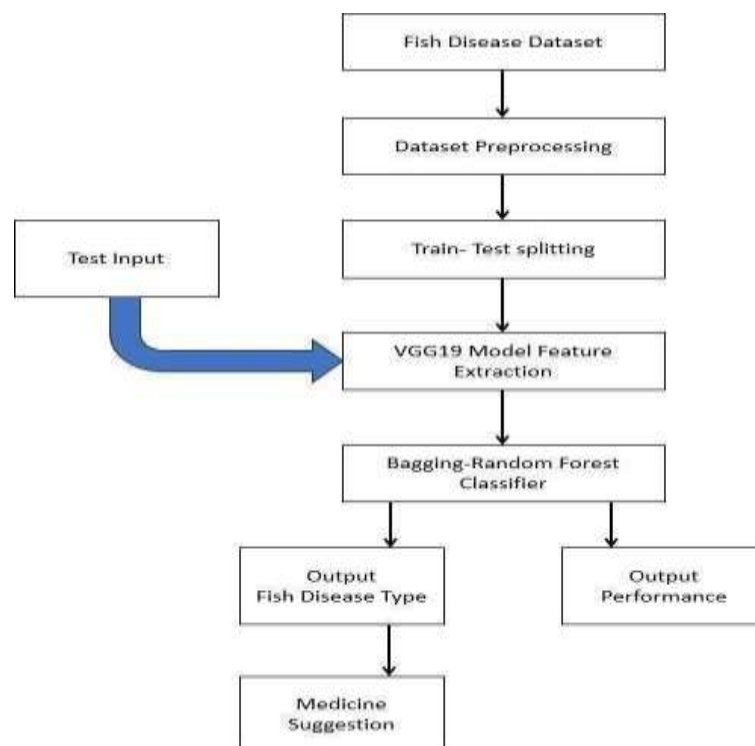 Fish Disease Dataset
Dataset Preprocessing
Train- Test splitting
Test Input
VGG19 Model Feature
Extraction
Bagging-Random Forest
Classifier
Output
Fish Disease Type
Output
Performance
Medicine
Suggestion